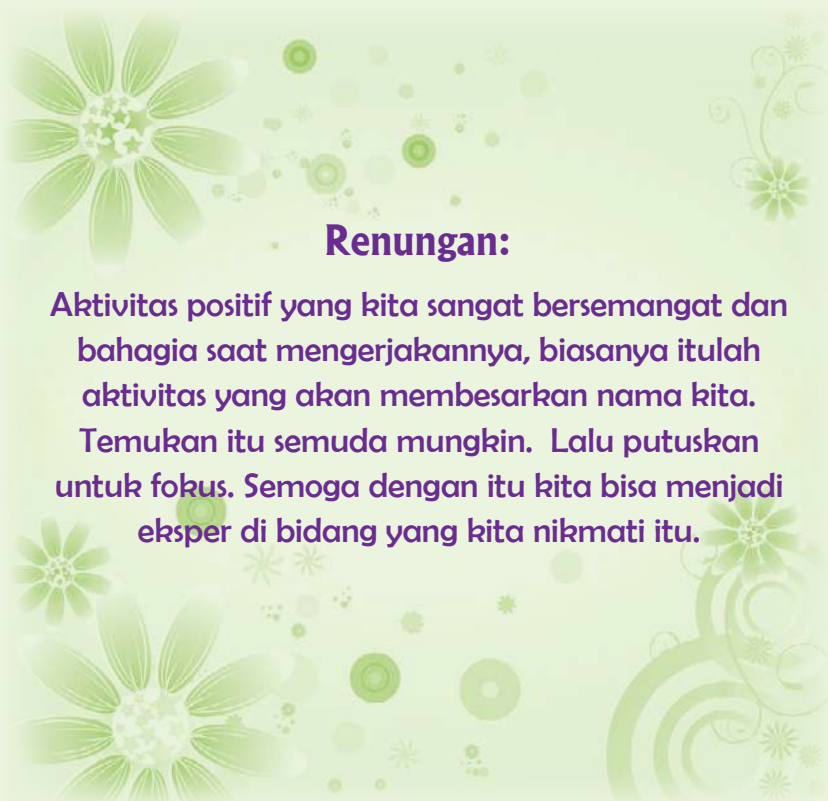 Renungan:
Aktivitas positif yang kita sangat bersemangat dan
bahagia saat mengerjakannya, biasanya itulah
aktivitas yang akan membesarkan nama kita.
Temukan itu semuda mungkin.  Lalu putuskan
untuk fokus. Semoga dengan itu kita bisa menjadi
eksper di bidang yang kita nikmati itu.